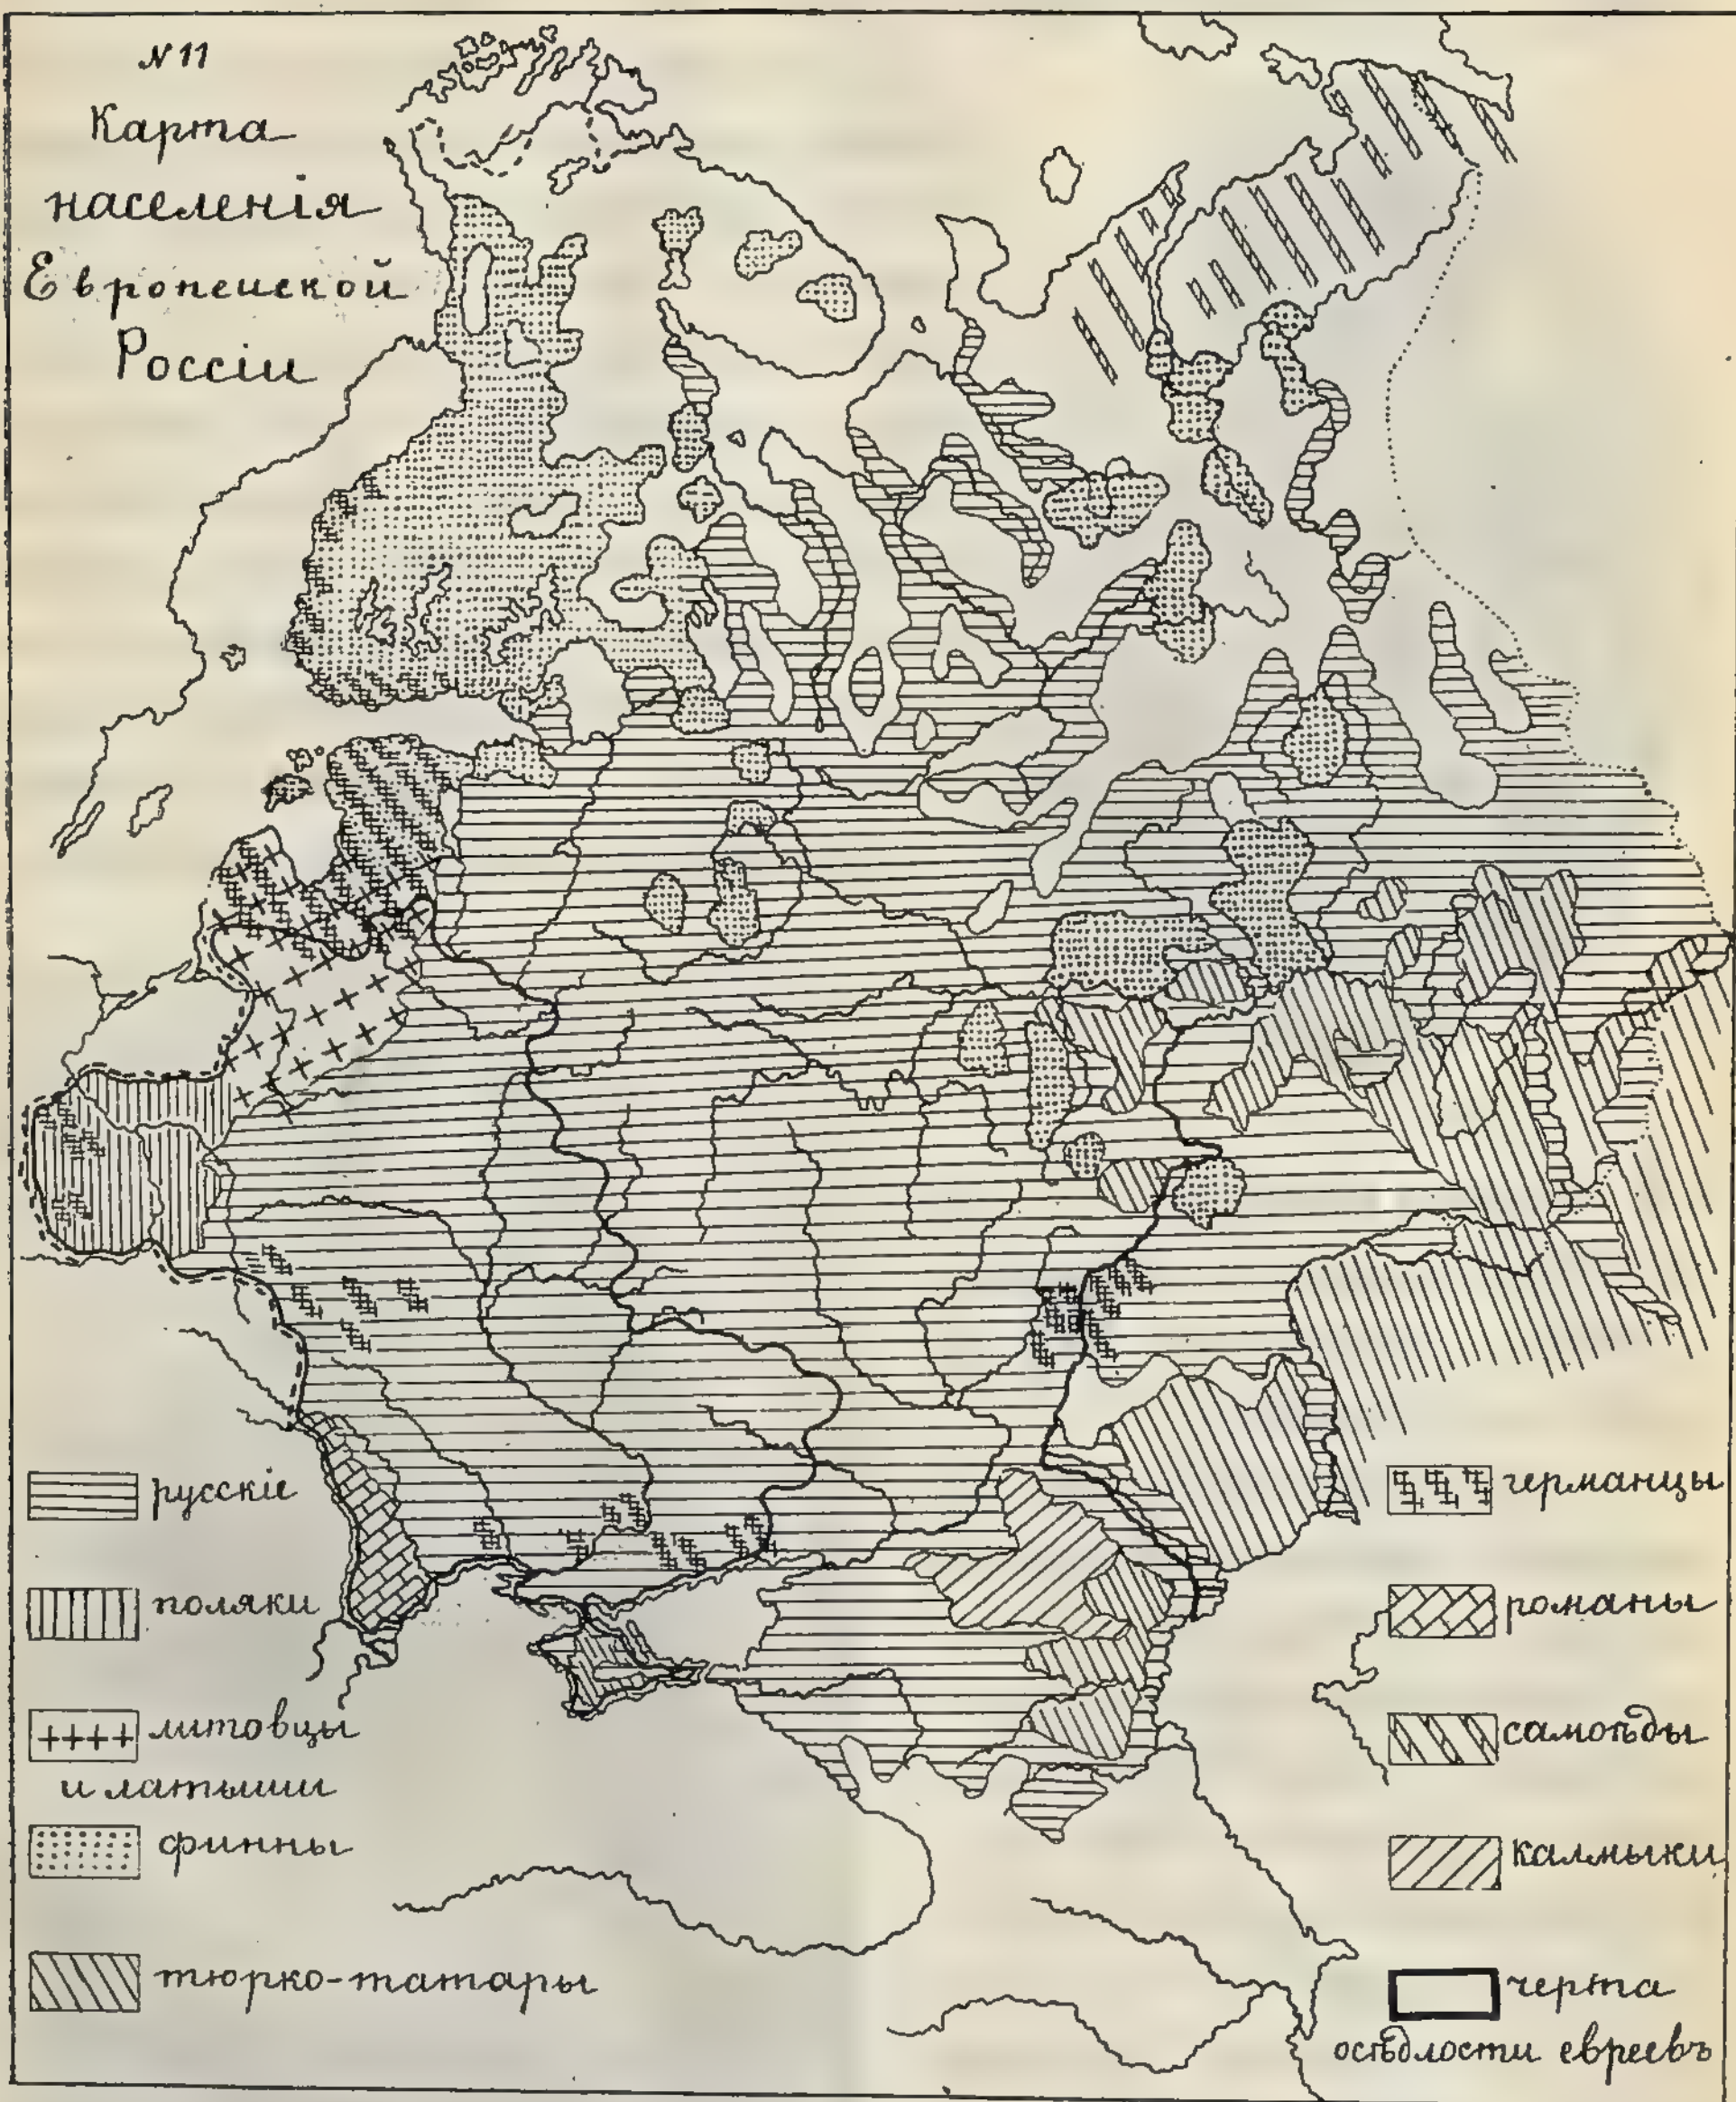 N 11
Карта
населенія
Европейской
Россіи
русскіе
поляки
литовцы
и латыши
финны
тюрко-татары
германцы
романы
самоѣды
калмыки
черта
осѣдлости евреевъ